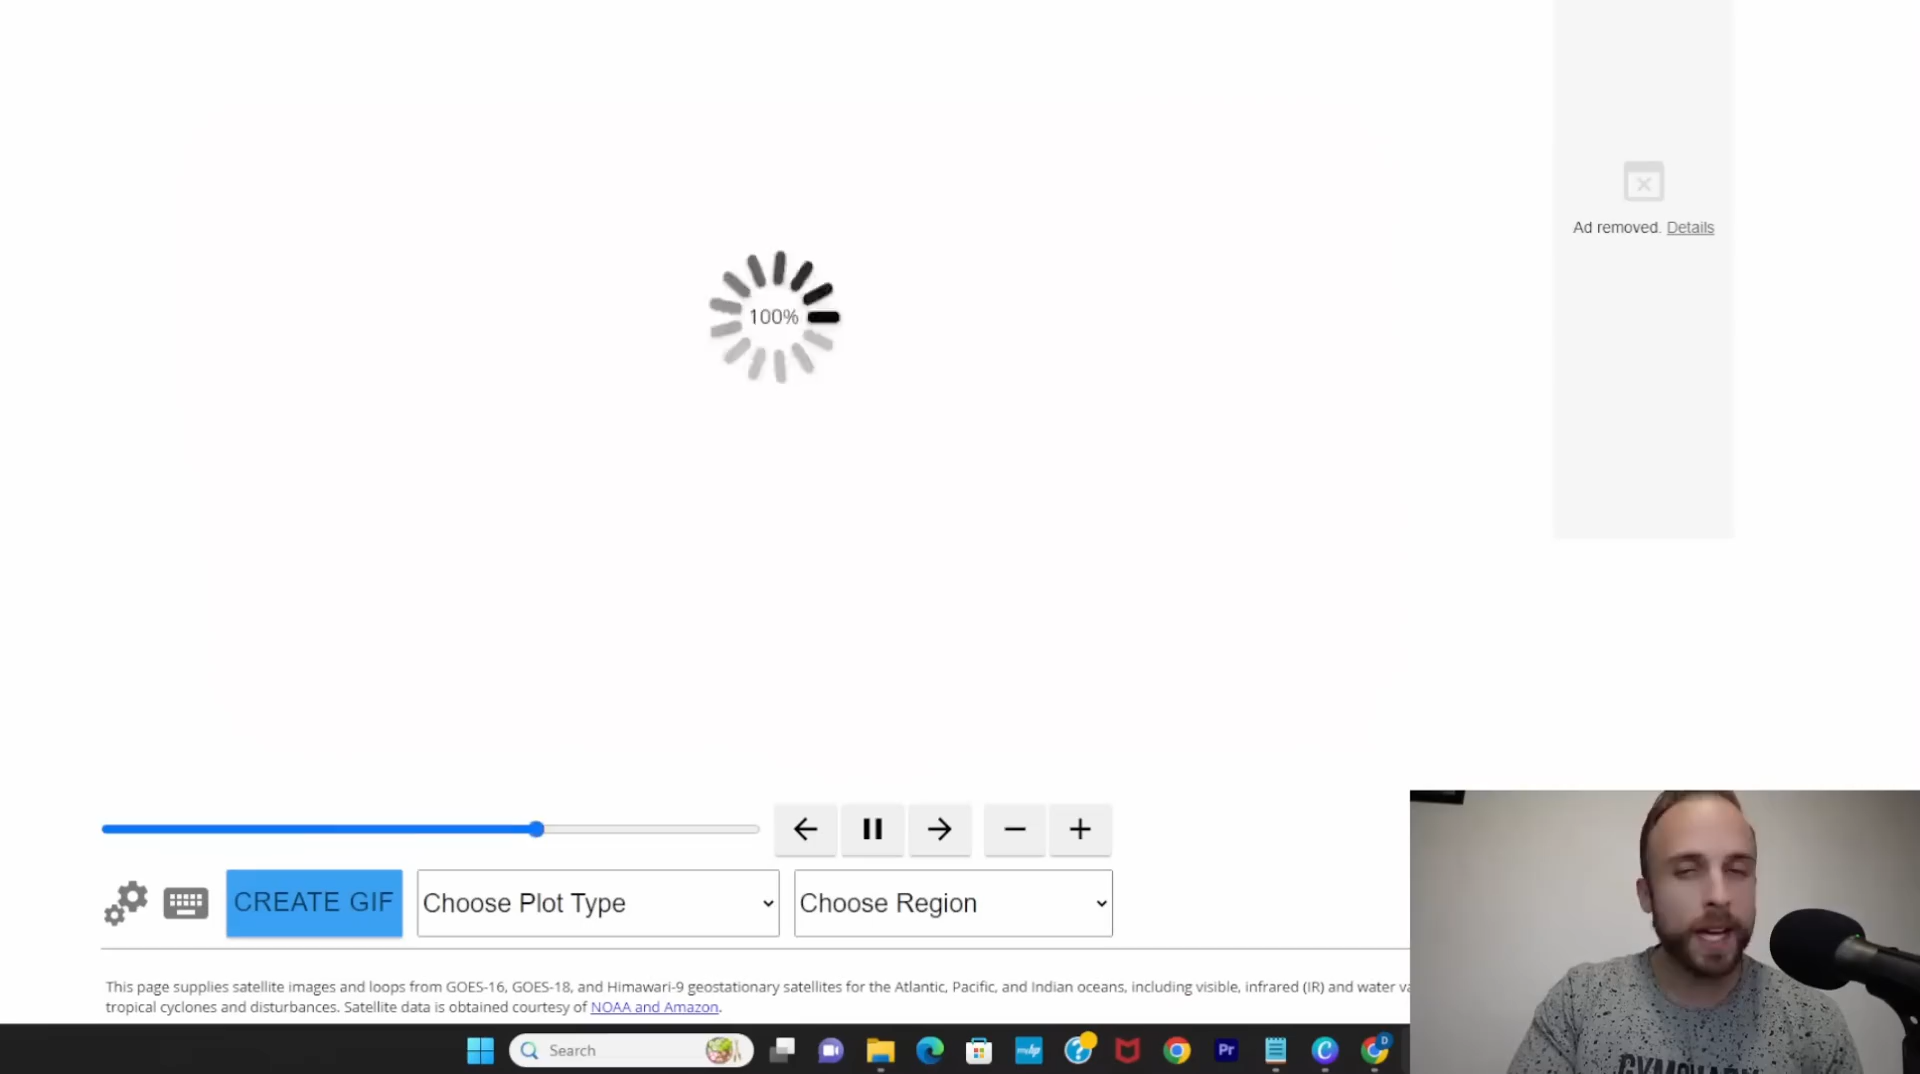 Ad removed. Details
100%
CREATE GIF
Choose Plot Type
Choose Region
This page supplies satellite images and loops from GOES-16, GOES-18, and Himawari-9 geostationary satellites for the Atlantic, Pacific, and Indian oceans, including visible, infrared (IR) and water
tropical cyclones and disturbances. Satellite data is obtained courtesy of NOAA and Amazon.
Search
myhp
Pr
D